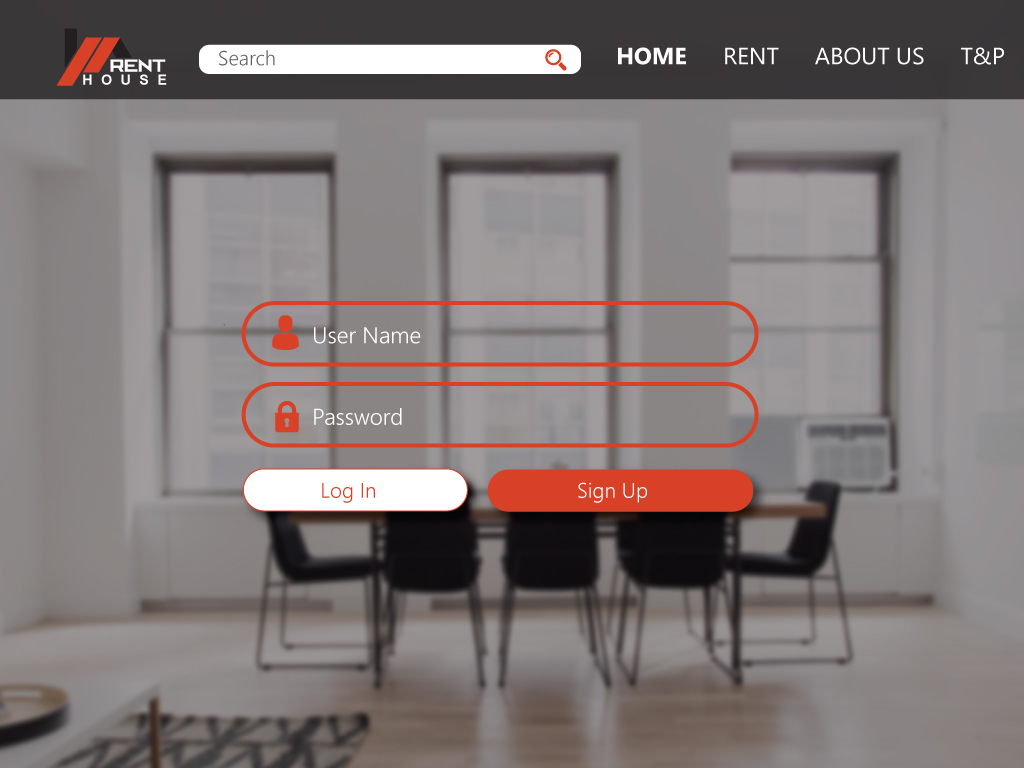 RENT
HOUSE
Search
HOME
RENT
ABOUT US
T&P
User Name
Password
Log In
Sign Up